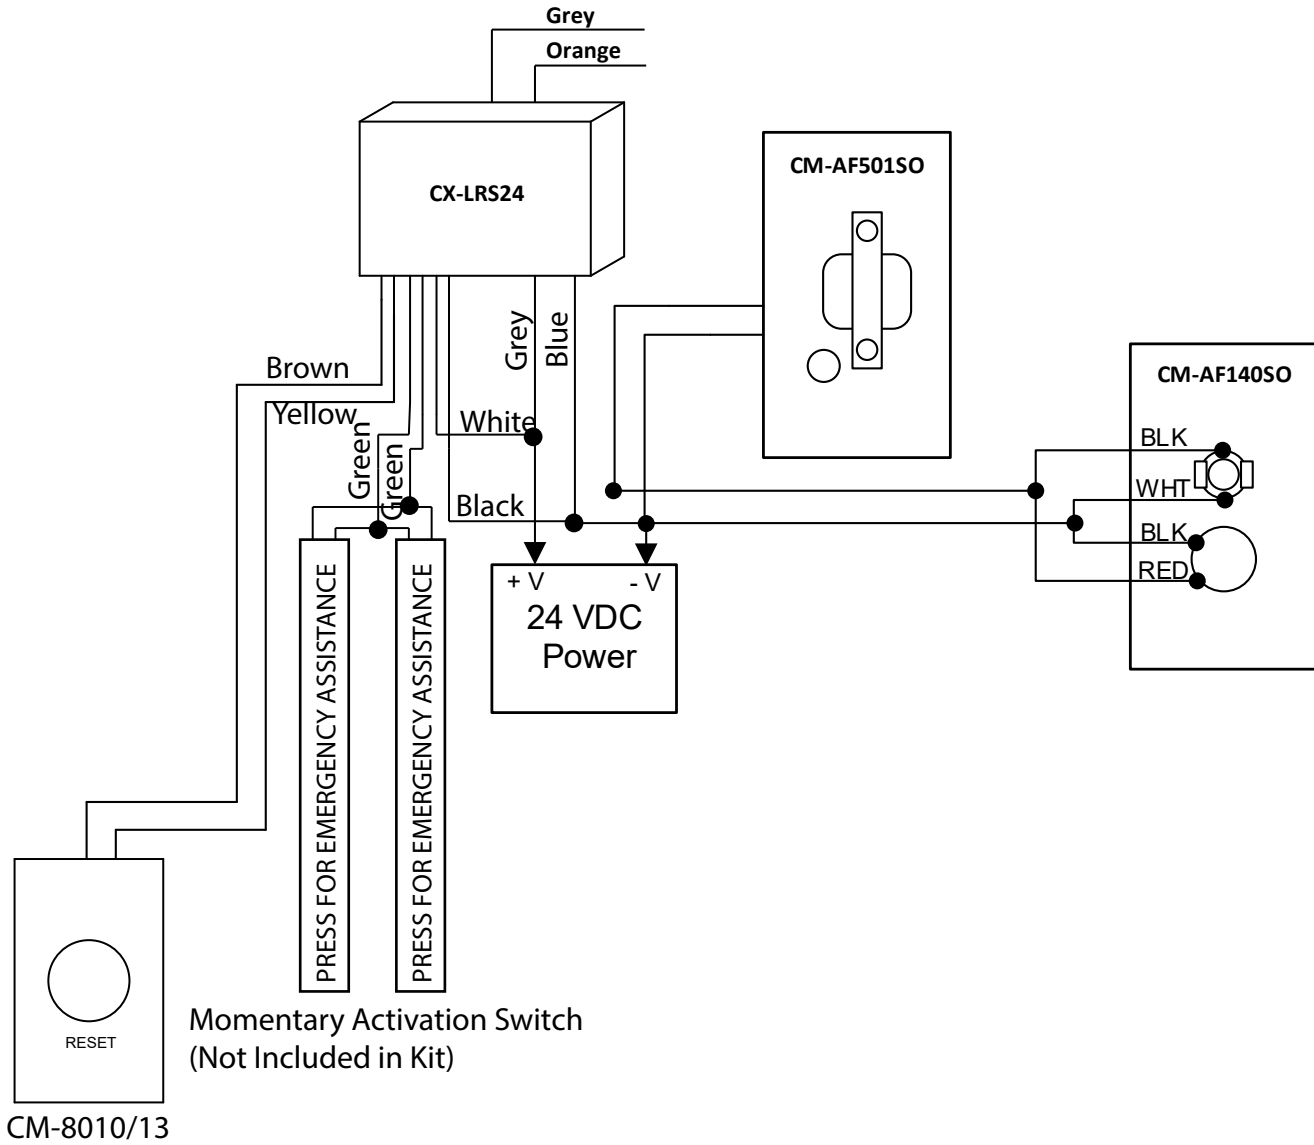 Grey
Orange
CX-LRS24
CM-AF501SO
Grey
Blue
CM-AF140SO
Brown
Yellow
Green
Green
White
Black
BLK
WHT
BLK
RED
+ V
- V
24 VDC
Power
PRESS FOR EMERGENCY ASSISTANCE
PRESS FOR EMERGENCY ASSISTANCE
RESET
Momentary Activation Switch
(Not Included in Kit)
CM-8010/13